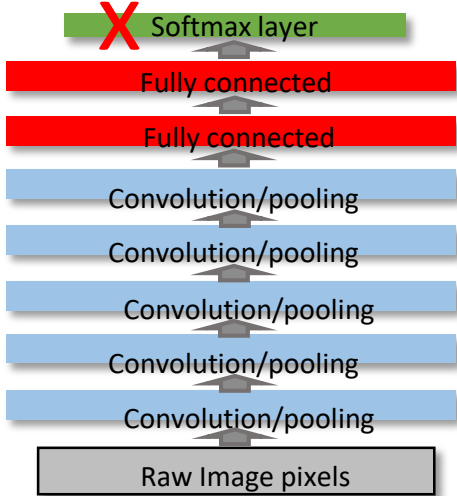 X Softmax layer
Fully connected
Fully connected
Convolution/pooling
Convolution/pooling
Convolution/pooling
Convolution/pooling
Convolution/pooling
Raw Image pixels